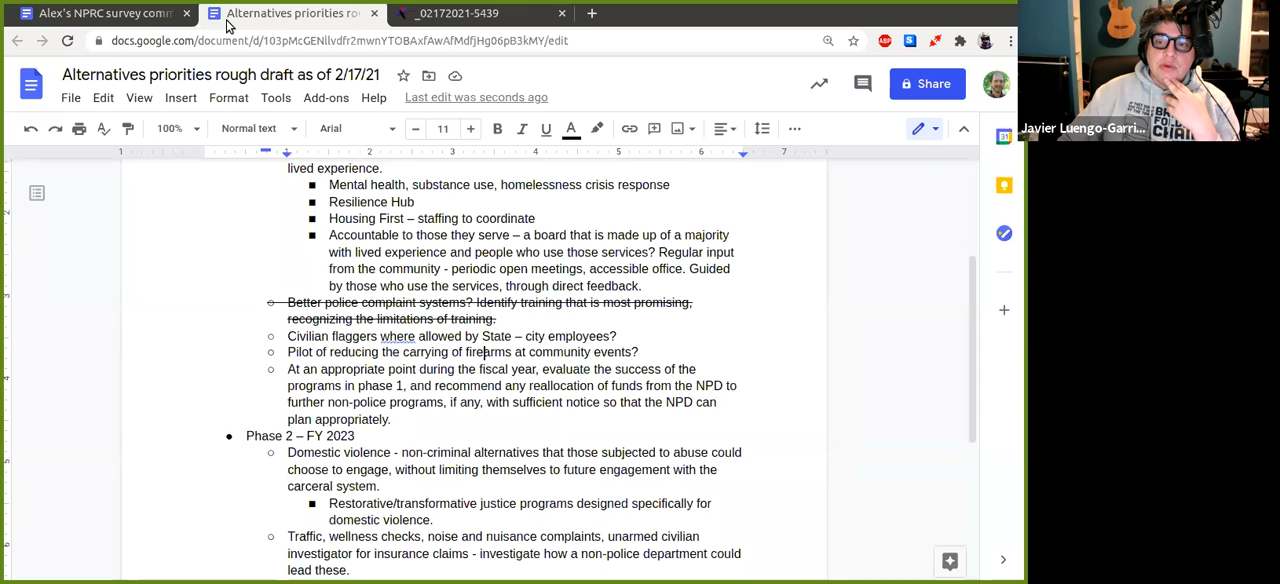 Alex's NPRC survey comm
Alternatives priorities ro
_02172021-5439
docs.google.com/document/d/103pMcGENllvdfr2mwnYTOBAxfAwAfMdfjHg06pB3kMY/edit
ABP
S
Alternatives priorities rough draft as of 2/17/21
File Edit View Insert Format Tools Add-ons Help Last edit was seconds ago
Share
100% Normal text Arial 11 B I U A
1 1 2 3 4 5 6 7
lived experience.
■ Mental health, substance use, homelessness crisis response
■ Resilience Hub
■ Housing First – staffing to coordinate
■ Accountable to those they serve – a board that is made up of a majority
with lived experience and people who use those services? Regular input
from the community - periodic open meetings, accessible office. Guided
by those who use the services, through direct feedback.
○ Better police complaint systems? Identify training that is most promising,
recognizing the limitations of training.
○ Civilian flaggers where allowed by State – city employees?
○ Pilot of reducing the carrying of firearms at community events?
○ At an appropriate point during the fiscal year, evaluate the success of the
programs in phase 1, and recommend any reallocation of funds from the NPD to
further non-police programs, if any, with sufficient notice so that the NPD can
plan appropriately.
● Phase 2 – FY 2023
○ Domestic violence - non-criminal alternatives that those subjected to abuse could
choose to engage, without limiting themselves to future engagement with the
carceral system.
■ Restorative/transformative justice programs designed specifically for
domestic violence.
○ Traffic, wellness checks, noise and nuisance complaints, unarmed civilian
investigator for insurance claims - investigate how a non-police department could
lead these.
31
Javier Luengo-Garri...